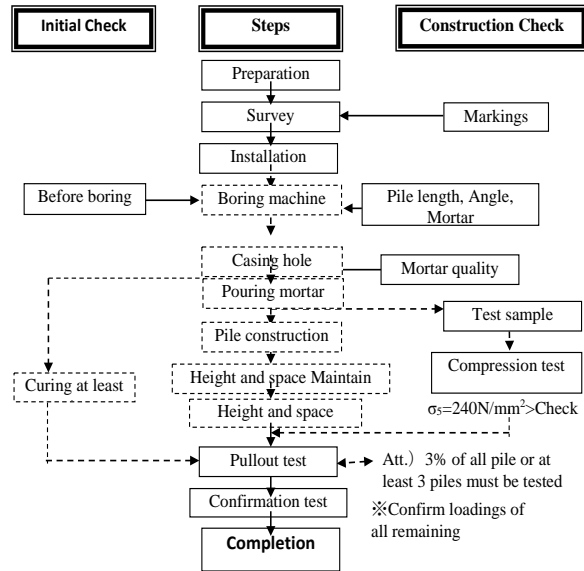 Initial Check
Steps
Construction Check
Preparation
Survey
Markings
Installation
Before boring
Boring machine
Pile length, Angle,
Mortar
Casing hole
Mortar quality
Pouring mortar
Test sample
Pile construction
Compression test
Curing at least
Height and space Maintain
σ₅=240N/mm²>Check
Height and space
Pullout test
Att.）3% of all pile or at
least 3 piles must be tested
Confirmation test
※Confirm loadings of
all remaining
Completion